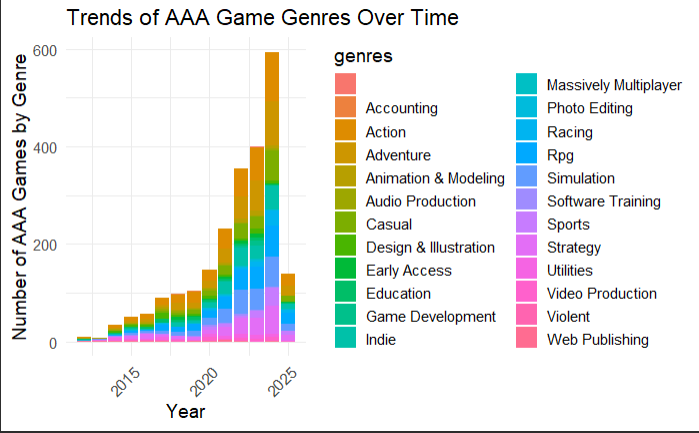 Trends of AAA Game Genres Over Time
Number of AAA Games by Genre
600
400
200
0
2015
2020
2025
Year
genres
Accounting
Action
Adventure
Animation & Modeling
Audio Production
Casual
Design & Illustration
Early Access
Education
Game Development
Indie
Massively Multiplayer
Photo Editing
Racing
Rpg
Simulation
Software Training
Sports
Strategy
Utilities
Video Production
Violent
Web Publishing